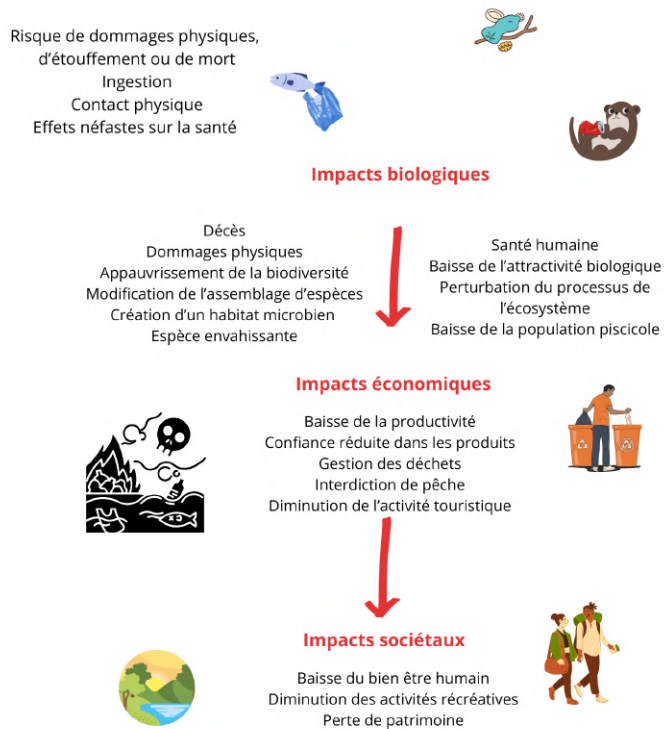 Risque de dommages physiques,
d'étouffement ou de mort
Ingestion
Contact physique
Effets néfastes sur la santé
Impacts biologiques
Décès
Dommages physiques
Appauvrissement de la biodiversité
Modification de l'assemblage d'espèces
Création d'un habitat microbien
Espèce envahissante
Santé humaine
Baisse de l'attractivité biologique
Perturbation du processus de
l'écosystème
Baisse de la population piscicole
Impacts économiques
Baisse de la productivité
Confiance réduite dans les produits
Gestion des déchets
Interdiction de pêche
Diminution de l'activité touristique
Impacts sociétaux
Baisse du bien être humain
Diminution des activités récréatives
Perte de patrimoine